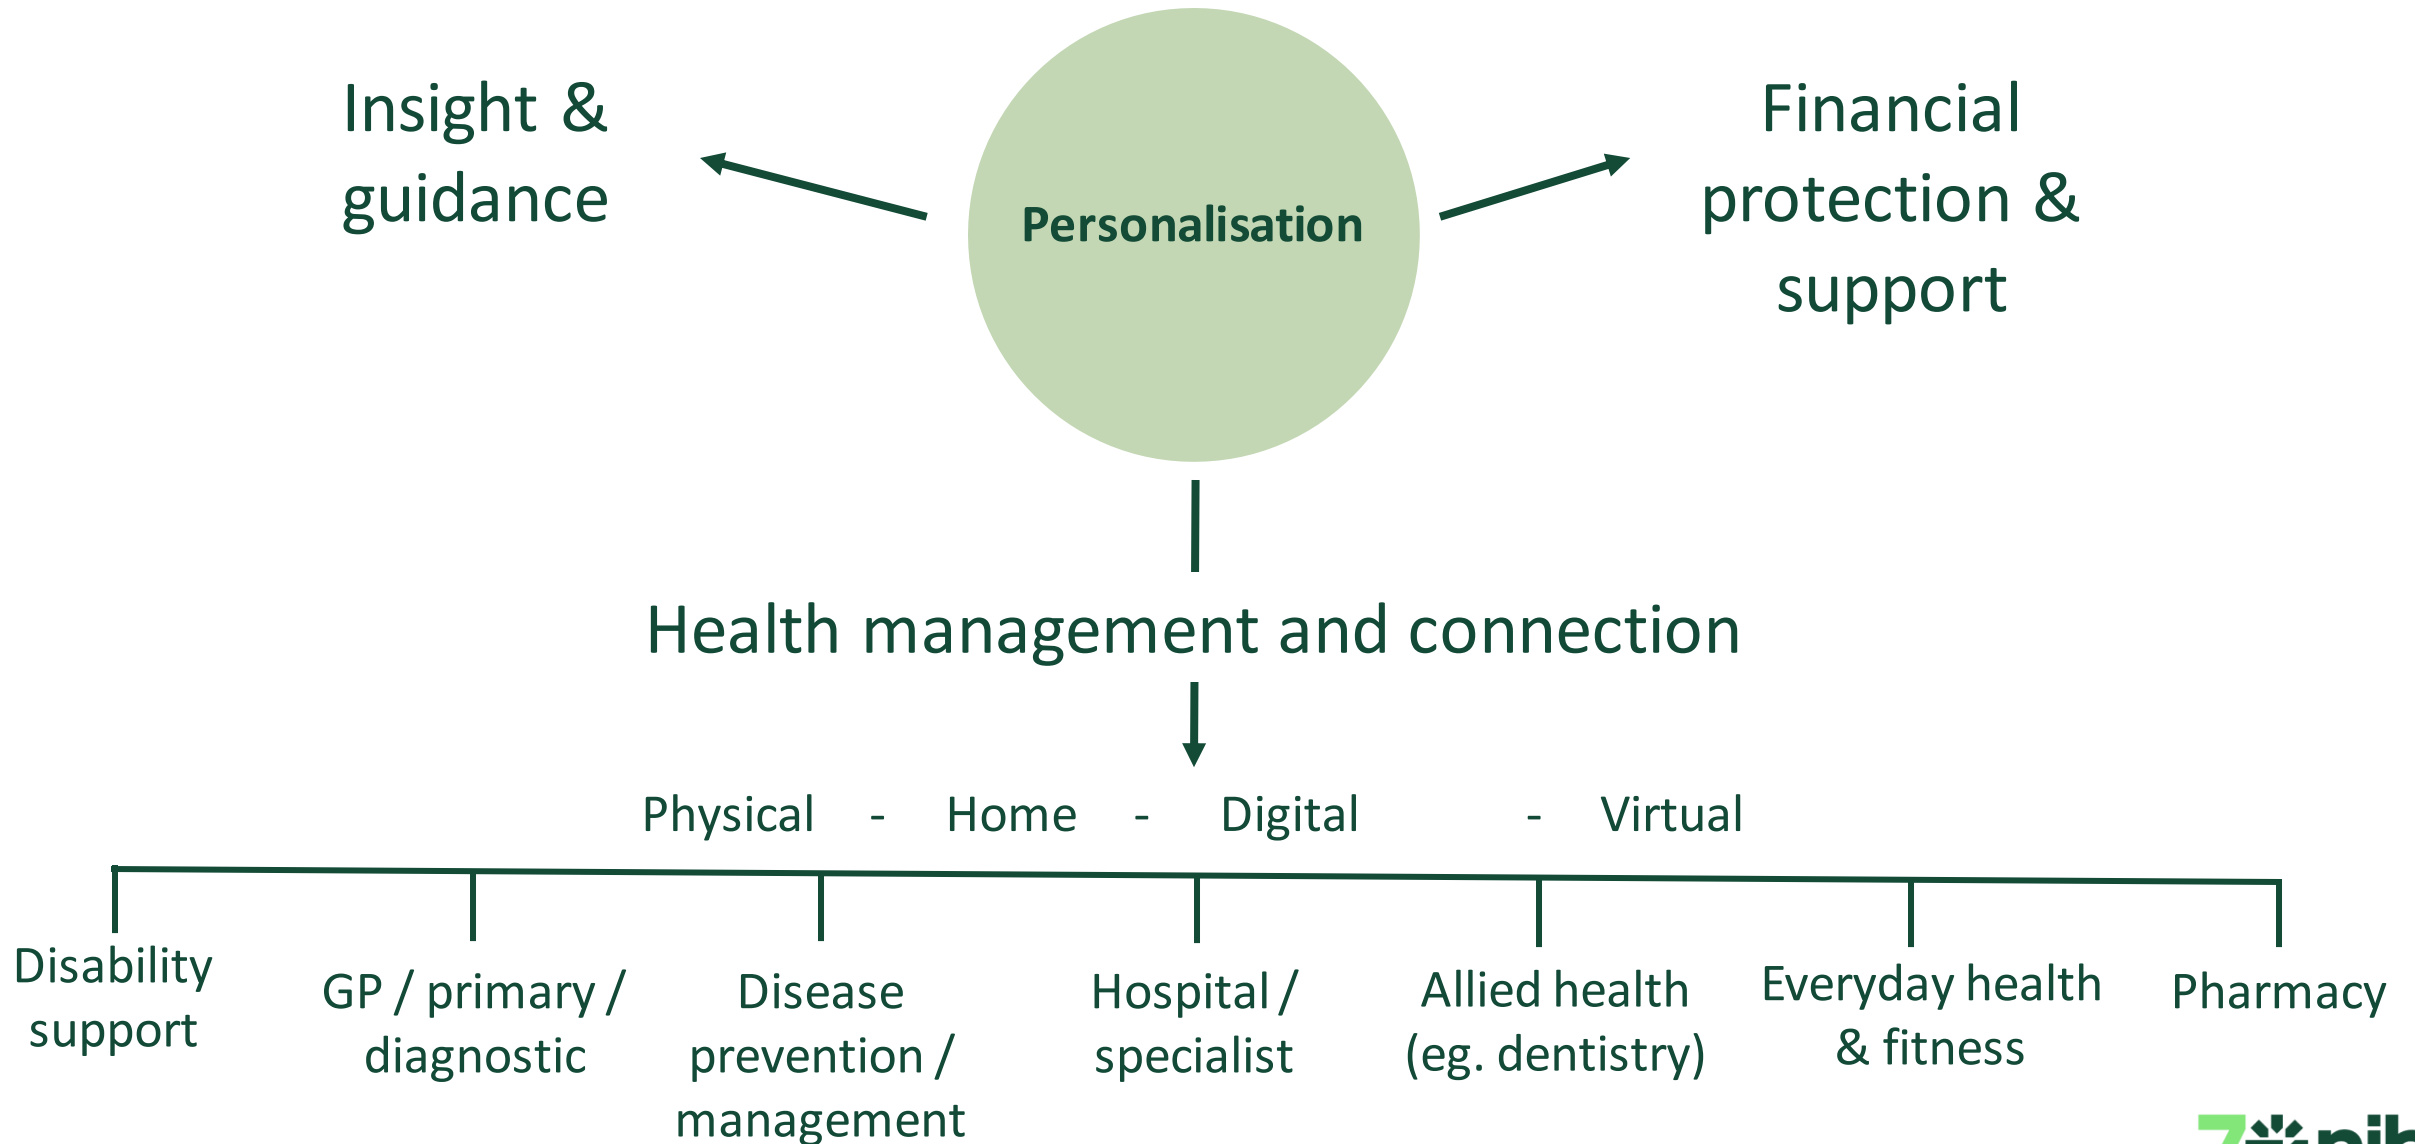 Insight &
guidance
Personalisation
Financial
protection &
support
Health management and connection
Physical - Home - Digital - Virtual
Disability
support
GP / primary /
diagnostic
Disease
prevention /
management
Hospital /
specialist
Allied health
(eg. dentistry)
Everyday health
& fitness
Pharmacy